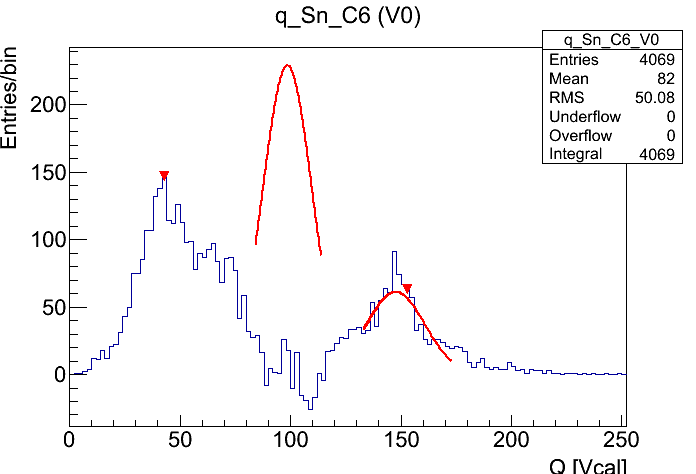 q_Sn_C6 (V0)
q_Sn_C6_V0
Entries 4069
Mean 82
RMS 50.08
Underflow 0
Overflow 0
Integral 4069
Entries/bin
200
150
100
50
0
0 50 100 150 200 250
Q [Vcal]